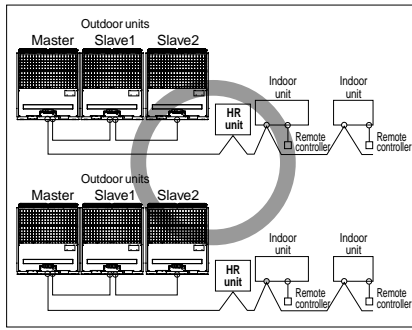 Outdoor units
Master Slave1 Slave2
Indoor unit
Indoor unit
HR unit
Remote controller
Remote controller
Outdoor units
Master Slave1 Slave2
Indoor unit
Indoor unit
HR unit
Remote controller
Remote controller